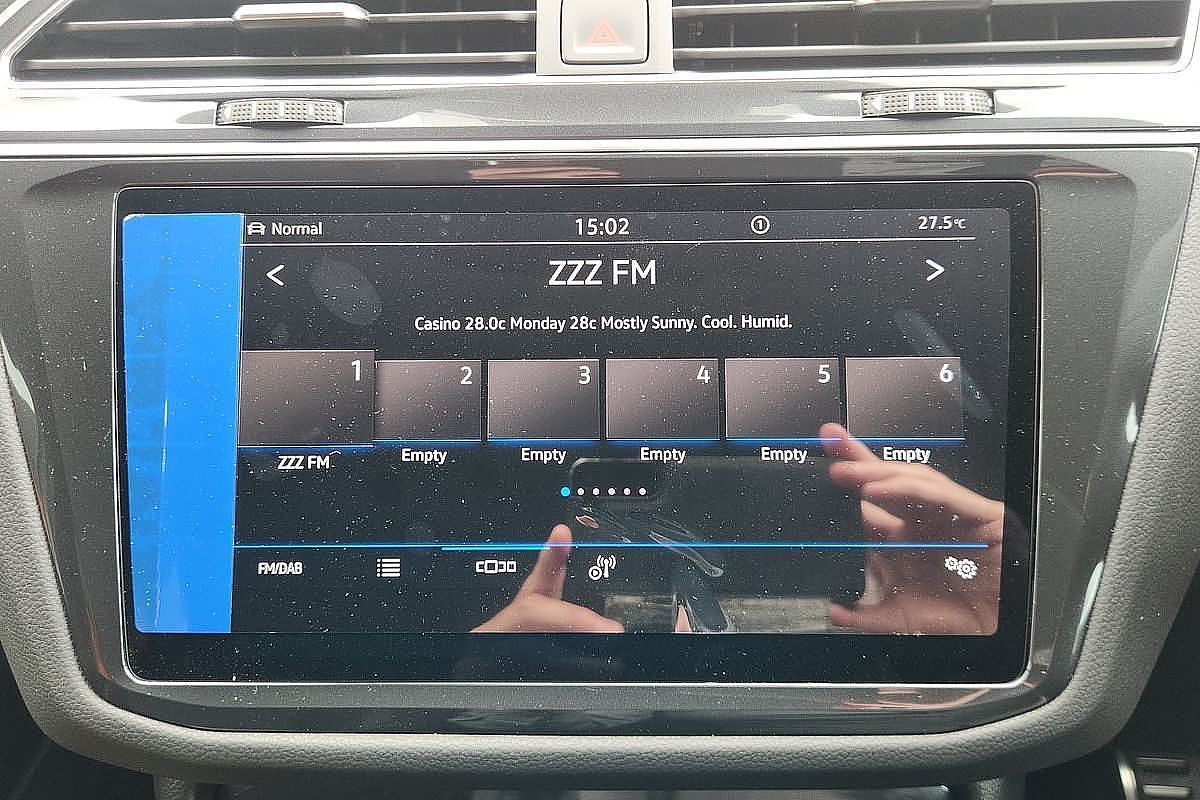 Normal 15:02 1 27.5°C
< ZZZ FM >
Casino 28.0c Monday 28c Mostly Sunny. Cool. Humid.
1 2 3 4 5 6
ZZZ FM Empty Empty Empty Empty Empty
FM/DAB